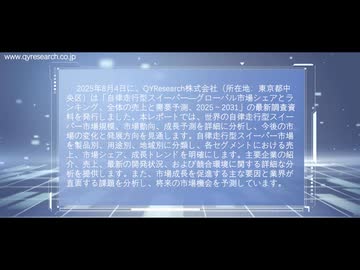 www.qyresearch.co.jp
2025年8月4日に、QYResearch株式会社（所在地　東京都中
央区）は「自律走行型スイーパー—グローバル市場シェアとラ
ンキング、全体の売上と需要予測、2025～2031」の最新調査資
料を発行しました。本レポートでは、世界の自律走行型スイー
パー市場規模、市場動向、成長予測を詳細に分析し、今後の市
場の変化と発展方向を見通します。自律走行型スイーパー市場
を製品別、用途別、地域別に分類し、各セグメントにおける売
上、市場シェア、成長トレンドを明確にします。主要企業の紹
介、売上、最新の開発状況、および競合環境に関する詳細な分
析を提供します。また、市場成長を促進する主な要因と業界が
直面する課題を分析し、将来の市場機会を予測しています。